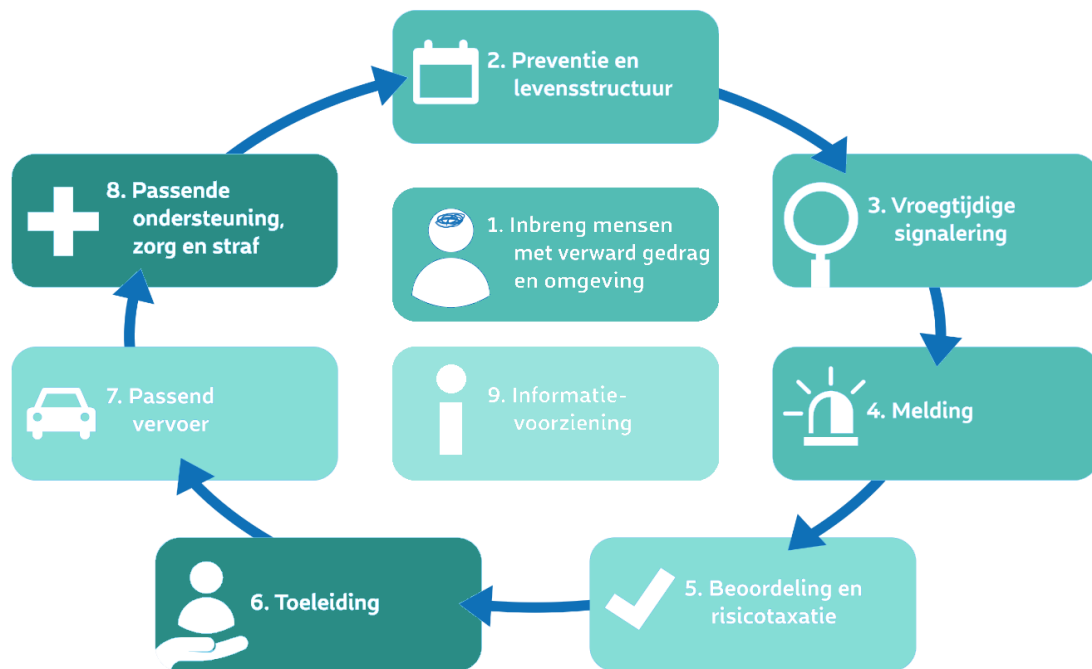 2. Preventie en
levensstructuur
8. Passende
ondersteuning,
zorg en straf
1. Inbreng mensen
met verward gedrag
en omgeving
3. Vroegtijdige
signalering
7. Passend
vervoer
9. Informatie-
voorziening
4. Melding
6. Toeleiding
5. Beoordeling en
risicotaxatie